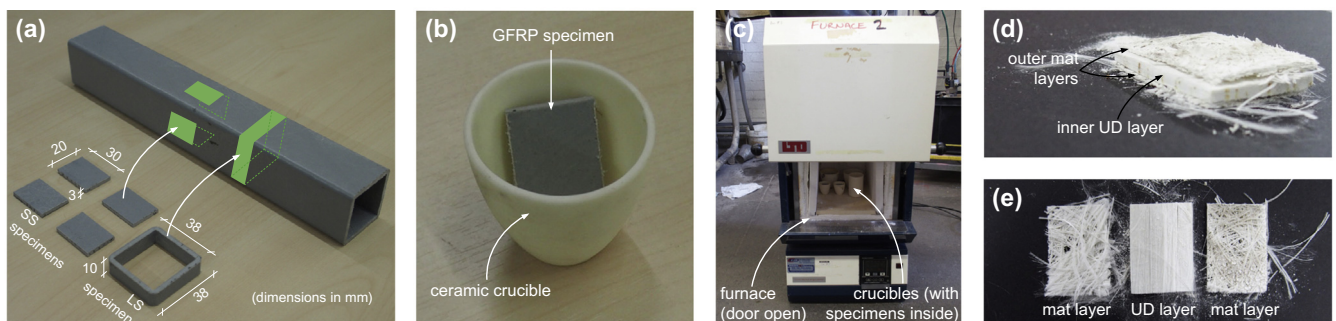 (a)
20
30
3
SS
specimens
38
10
LS
specimen
38
(dimensions in mm)
(b)
GFRP specimen
ceramic crucible
(c)
FURNACE 2
furnace
(door open)
crucibles (with
specimens inside)
(d)
outer mat
layers
inner UD layer
(e)
mat layer
UD layer
mat layer